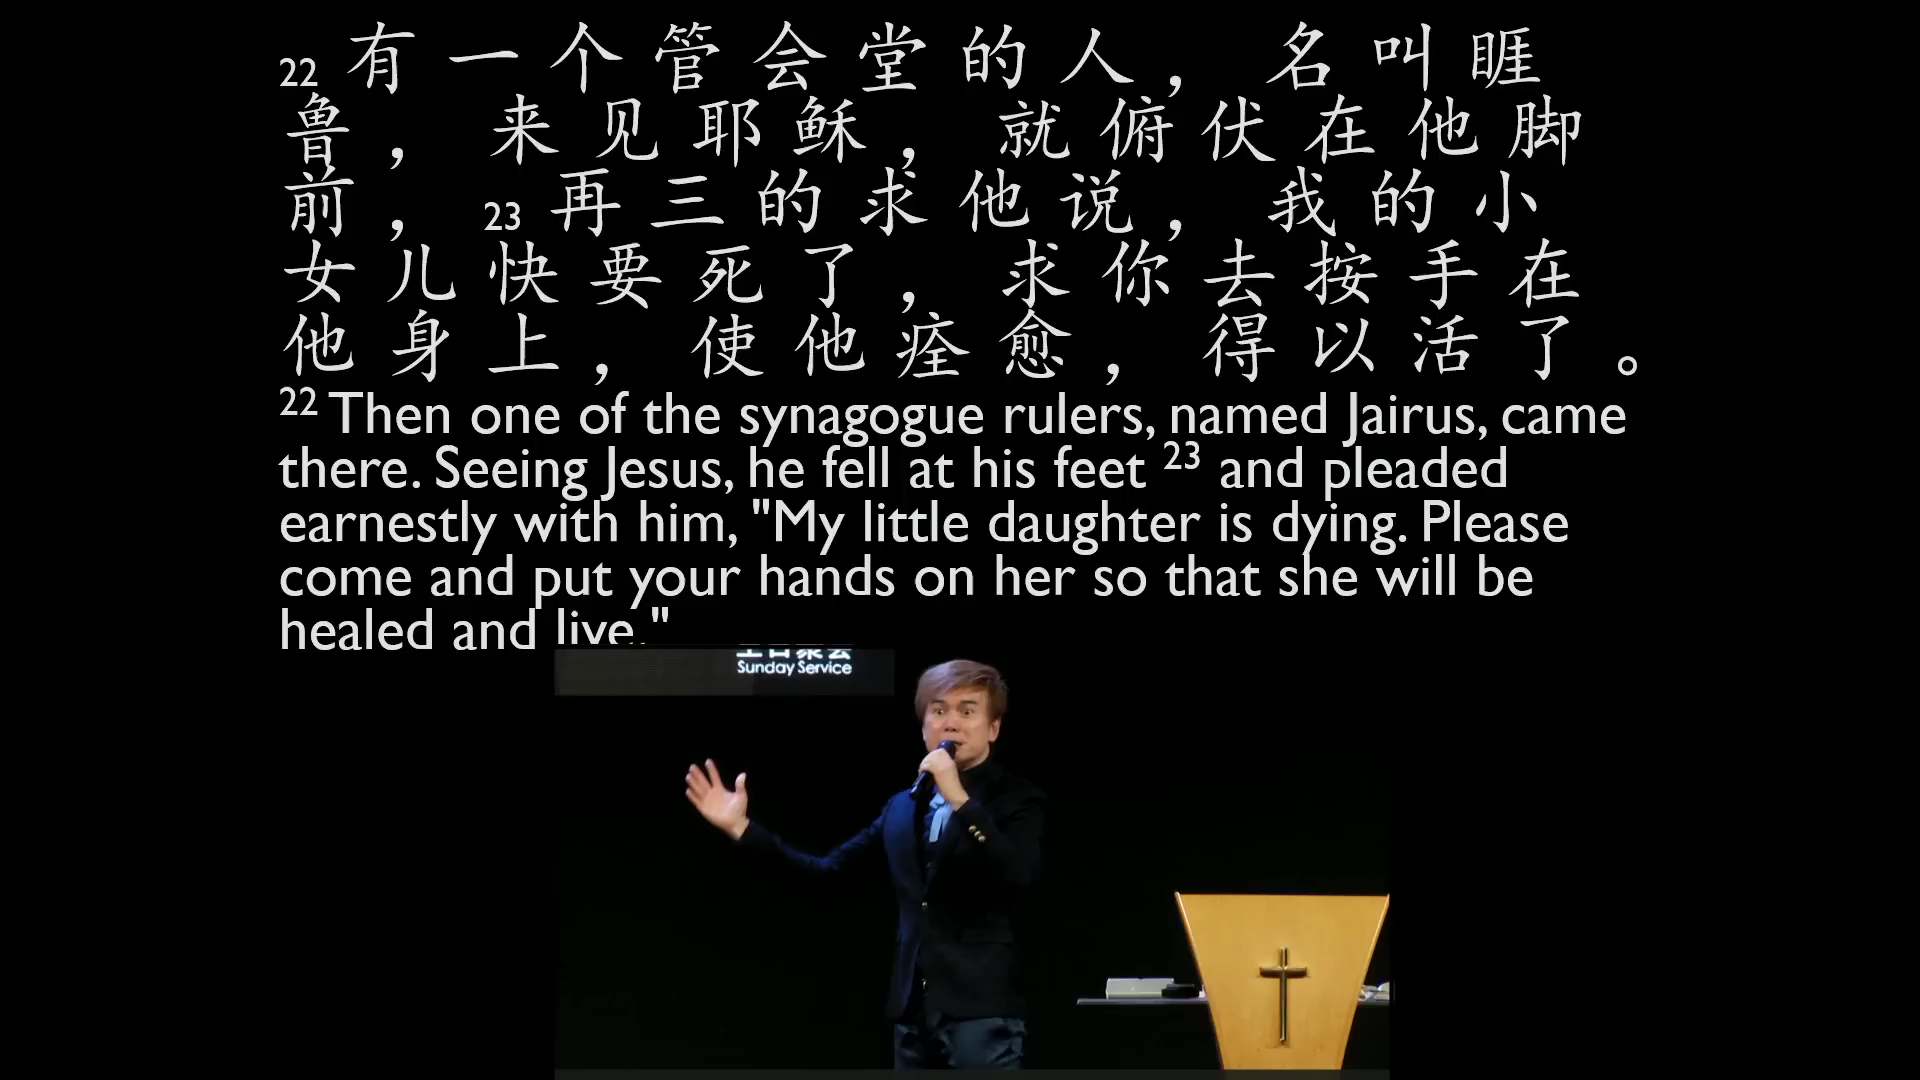 22 有一个管会堂的人，名叫睚
鲁，来见耶稣，就俯伏在他脚
前，23 再三的求他说，我的小
女儿快要死了，求你去按手在
他身上，使他痊愈，得以活了。
22 Then one of the synagogue rulers, named Jairus, came
there. Seeing Jesus, he fell at his feet 23 and pleaded
earnestly with him, "My little daughter is dying. Please
come and put your hands on her so that she will be
healed and live."
Sunday Service